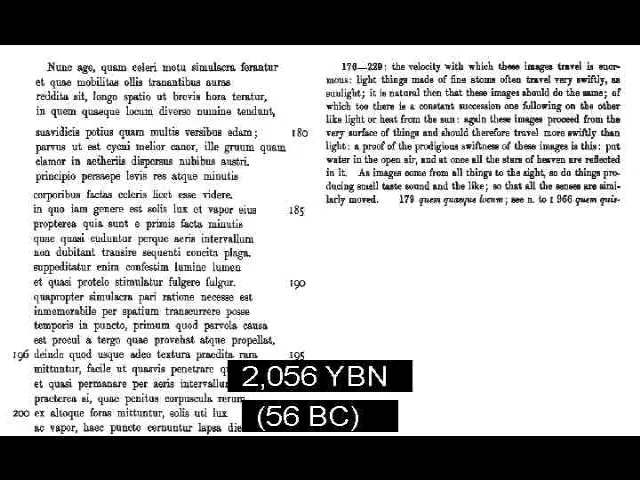 Nunc age, quam celeri motu simulacra ferantur
et quae mobilitas ollis tranantibus auras
reddita sit, longo spatio ut brevis hora teratur,
in quem quaeque locum diverso numine tendunt,
suavidicis potius quam multis versibus edam; 180
parvus ut est cycni melior canor, ille gruum quam
clamor in aetheriis dispersus nubibus austri.
principio persaepe levis res atque minutis
corporibus factas celeris licet esse videre.
in quo iam genere est solis lux et vapor eius 185
propterea quia sunt e primis facta minutis
quae quasi cuduntur perque aeris intervallum
non dubitant transire sequenti concita plaga.
suppeditatur enim confestim lumine lumen
et quasi protelo stimulatur fulgere fulgur. 190
quapropter simulacra pari ratione necesse est
inmemorabile per spatium transcurrere posse
temporis in puncto, primum quod parvola causa
est procul a tergo quae provehat atque propellat,
196 deinde quod usque adeo textura praedita rara 195
mittuntur, facile ut quasvis penetrare
et quasi permanare per aeris intervallum
praeterea si, quae penitus corpuscula rerum
200 ex altoque foras mittuntur, solis uti lux
ac vapor, haec puncto cernuntur lapsa
176—229: the velocity with which these images travel is enor-
mous: light things made of fine atoms often travel very swiftly, as
sunlight; it is natural then that these images should do the same; of
which too there is a constant succession one following on the other
like light or heat from the sun: again these images proceed from the
very surface of things and should therefore travel more swiftly than
light: a proof of the prodigious swiftness of these images is this: put
water in the open air, and at once all the stars of heaven are reflected
in it. As images come from all things to the sight, so do things pro-
ducing smell taste sound and the like; so that all the senses are simi-
larly moved. 179 quem quaeque locum; see n. to 1 966 quem quis-
2,056 YBN
(56 BC)